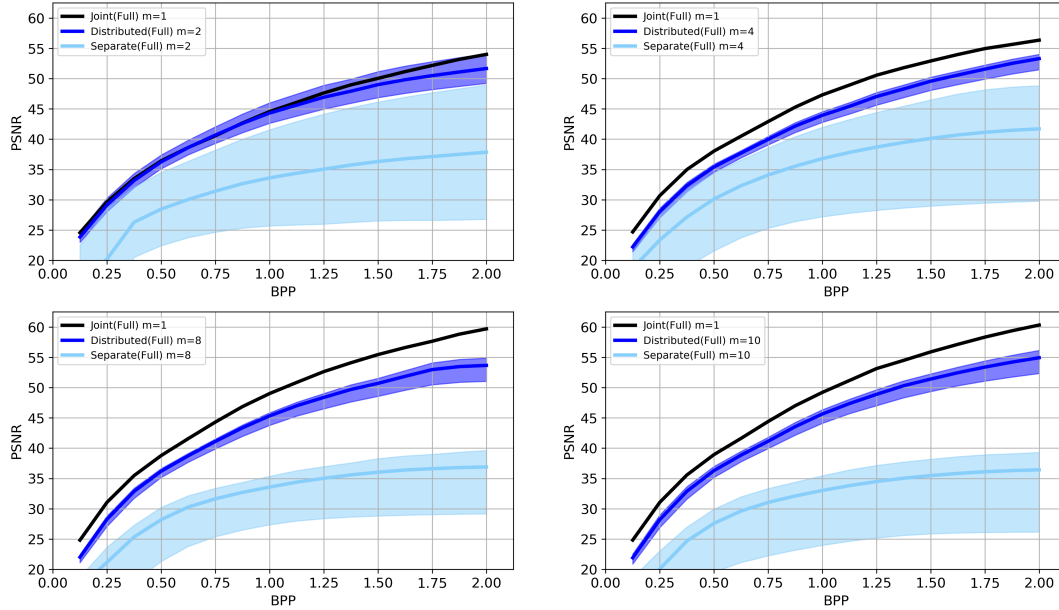 Joint(Full) m=1
Distributed(Full) m=2
Separate(Full) m=2
PSNR
60
55
50
45
40
35
30
25
20
0.00 0.25 0.50 0.75 1.00 1.25 1.50 1.75 2.00
BPP
Joint(Full) m=1
Distributed(Full) m=4
Separate(Full) m=4
PSNR
60
55
50
45
40
35
30
25
20
0.00 0.25 0.50 0.75 1.00 1.25 1.50 1.75 2.00
BPP
Joint(Full) m=1
Distributed(Full) m=8
Separate(Full) m=8
PSNR
60
55
50
45
40
35
30
25
20
0.00 0.25 0.50 0.75 1.00 1.25 1.50 1.75 2.00
BPP
Joint(Full) m=1
Distributed(Full) m=10
Separate(Full) m=10
PSNR
60
55
50
45
40
35
30
25
20
0.00 0.25 0.50 0.75 1.00 1.25 1.50 1.75 2.00
BPP